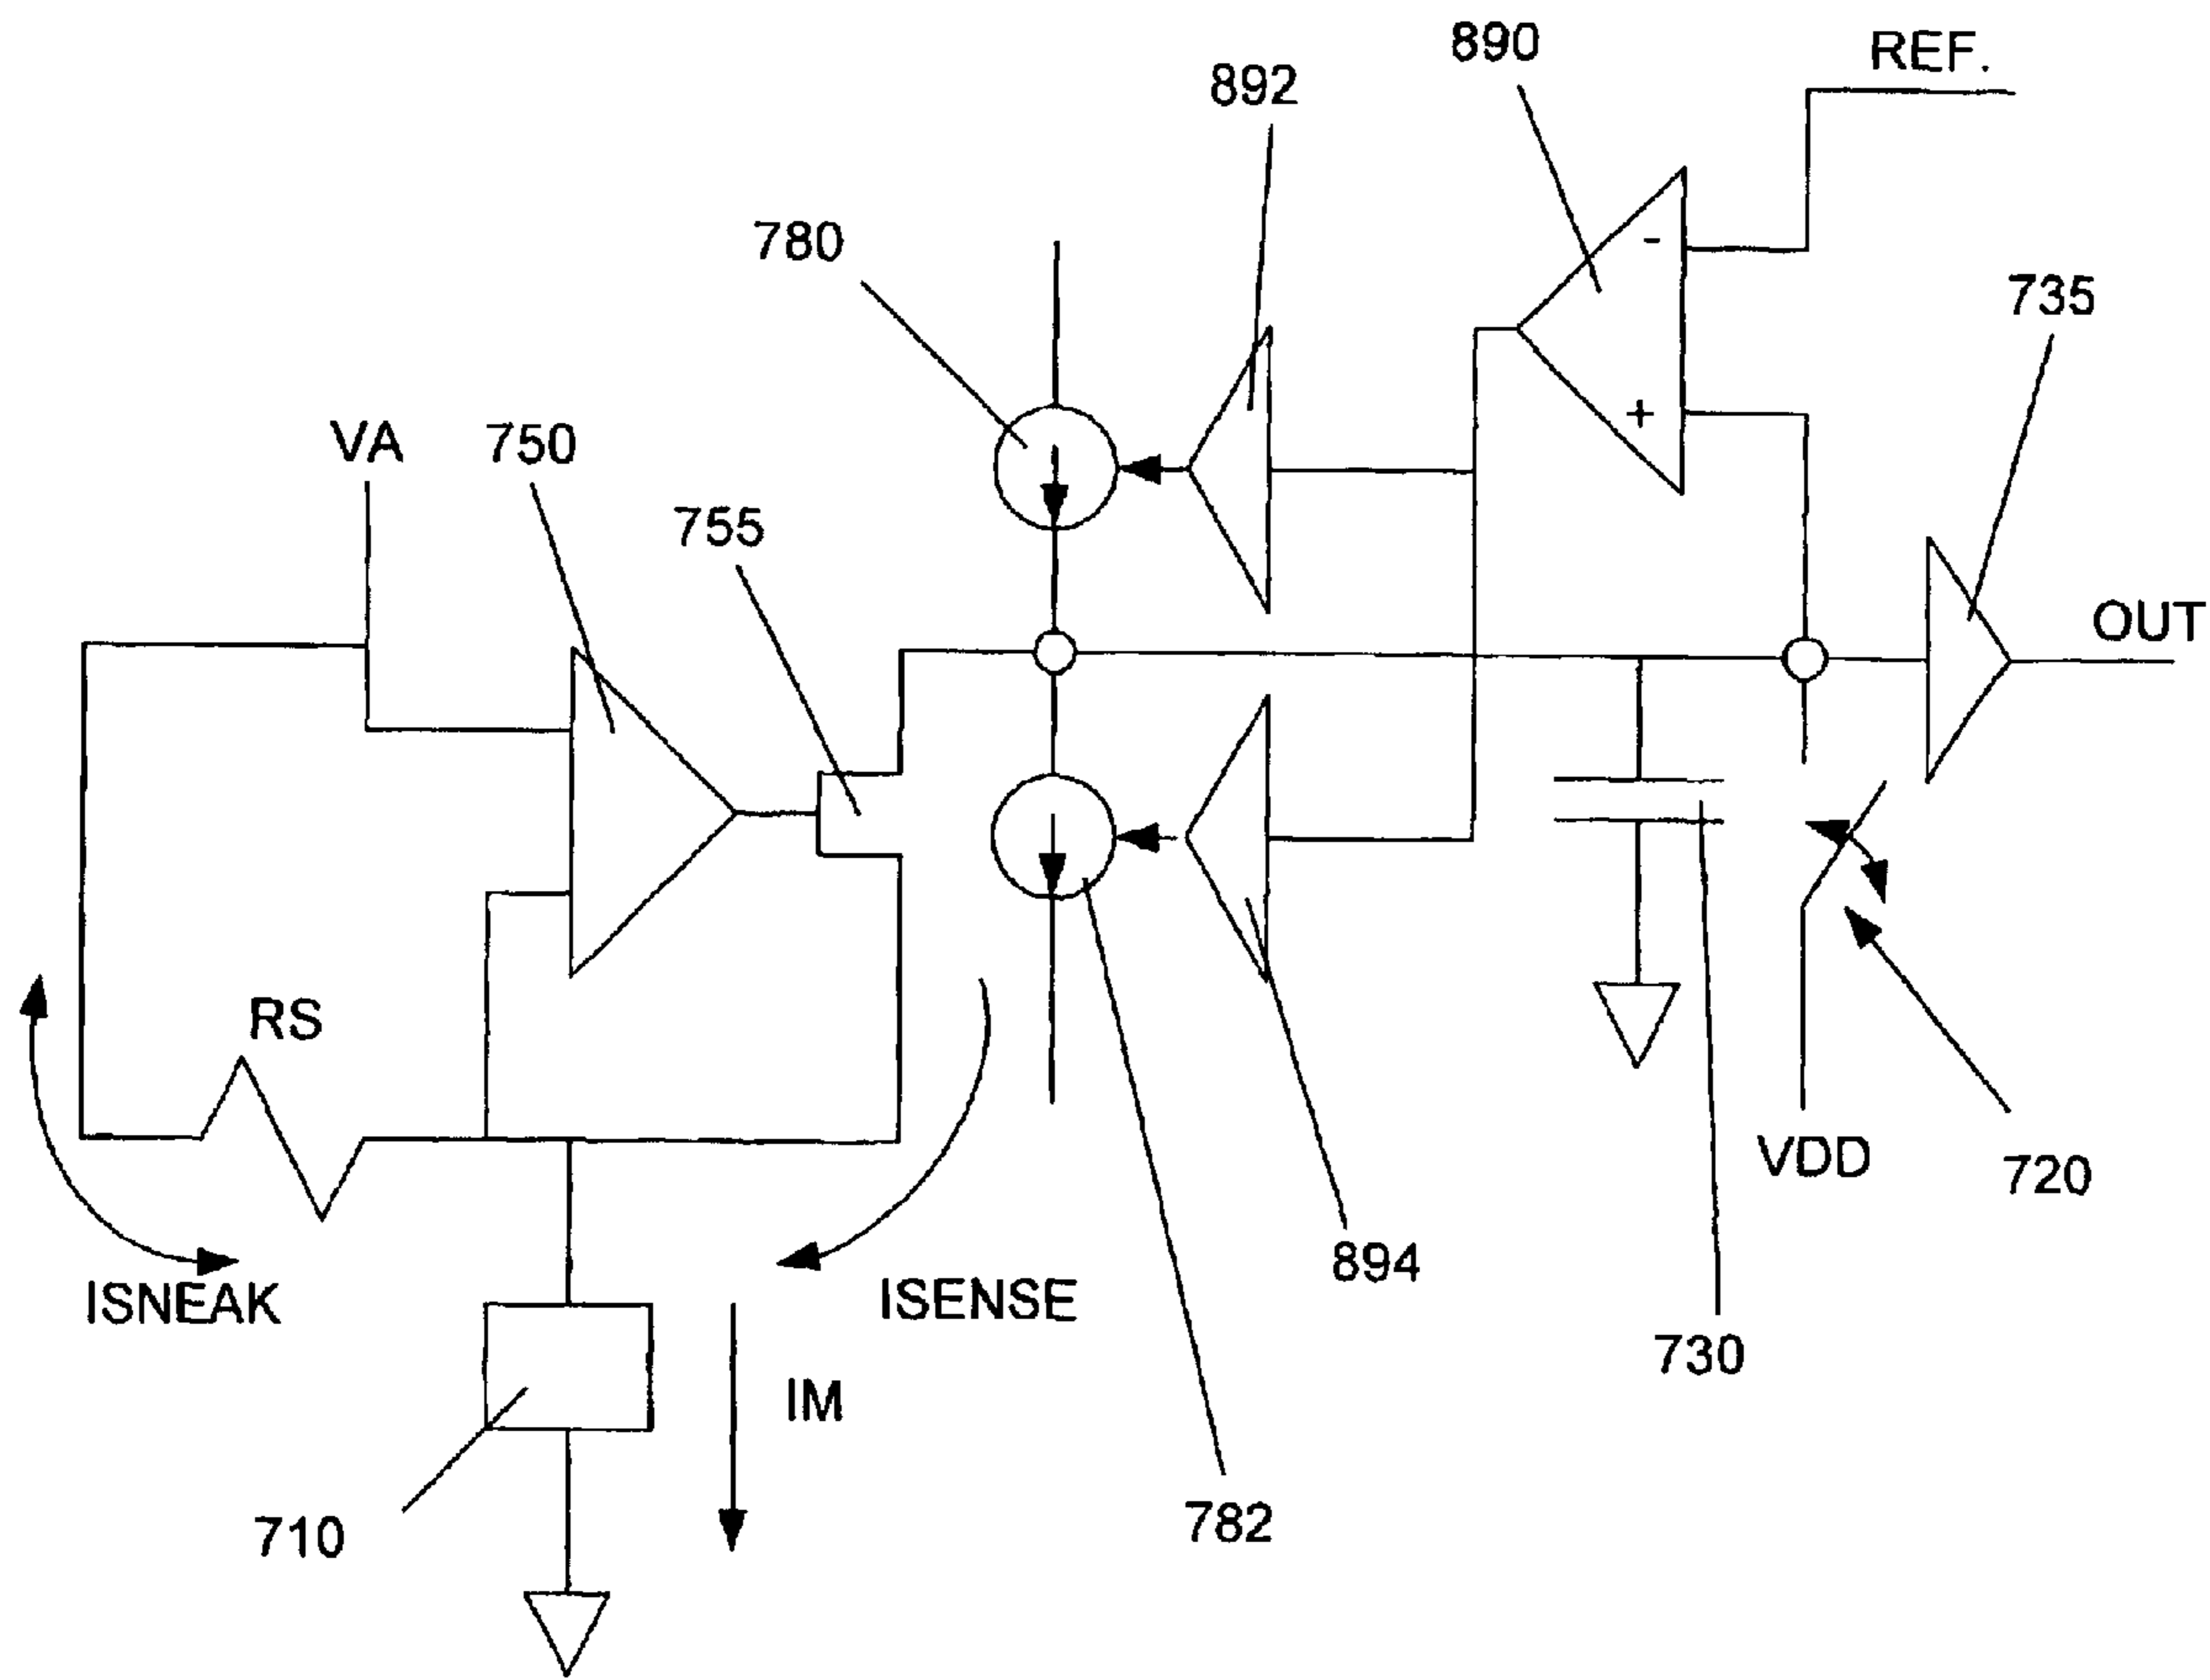 890
REF.
892
780
735
VA
750
755
OUT
-
+
RS
VDD
720
894
ISNEAK
ISENSE
730
IM
710
782